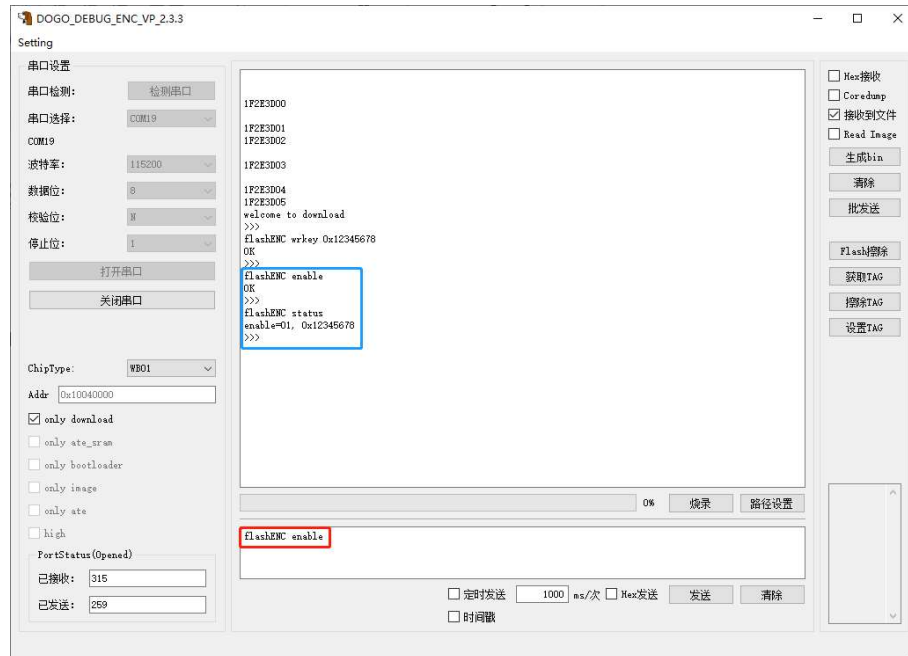 DOGO_DEBUG_ENC_VP_2.3.3
Setting
串口设置
串口检测: 检测串口
串口选择: COM19
COM19
波特率: 115200
数据位: 8
校验位: N
停止位: 1
打开串口
关闭串口
ChipType: WB01
Addr 0x10040000
only download
only ate_sram
only bootloader
only image
only ate
high
PortStatus(Opened)
已接收: 315
已发送: 259
1F2E3D00
1F2E3D01
1F2E3D02
1F2E3D03
1F2E3D04
1F2E3D05
welcome to download
>>>
flashENC wrkey 0x12345678
OK
>>>
flashENC enable
OK
>>>
flashENC status
enable=01, 0x12345678
>>>
0% 烧录 路径设置
flashENC enable
定时发送 1000 ms/次 Hex发送 发送 清除
时间戳
Hex接收
Coredump
接收到文件
Read Image
生成bin
清除
批发送
Flash擦除
获取TAG
擦除TAG
设置TAG